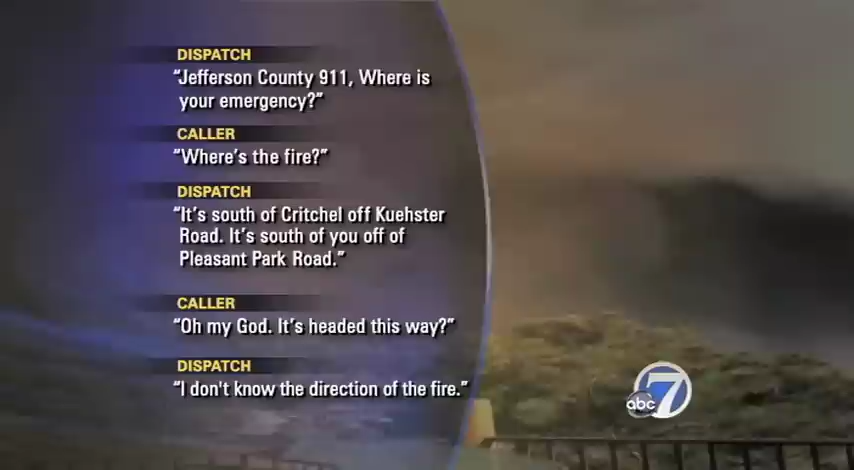 DISPATCH
“Jefferson County 911, Where is
your emergency?”
CALLER
“Where’s the fire?”
DISPATCH
“It’s south of Critchel off Kuehster
Road. It’s south of you off of
Pleasant Park Road.”
CALLER
“Oh my God. It’s headed this way?”
DISPATCH
“I don't know the direction of the fire.”
abc 7